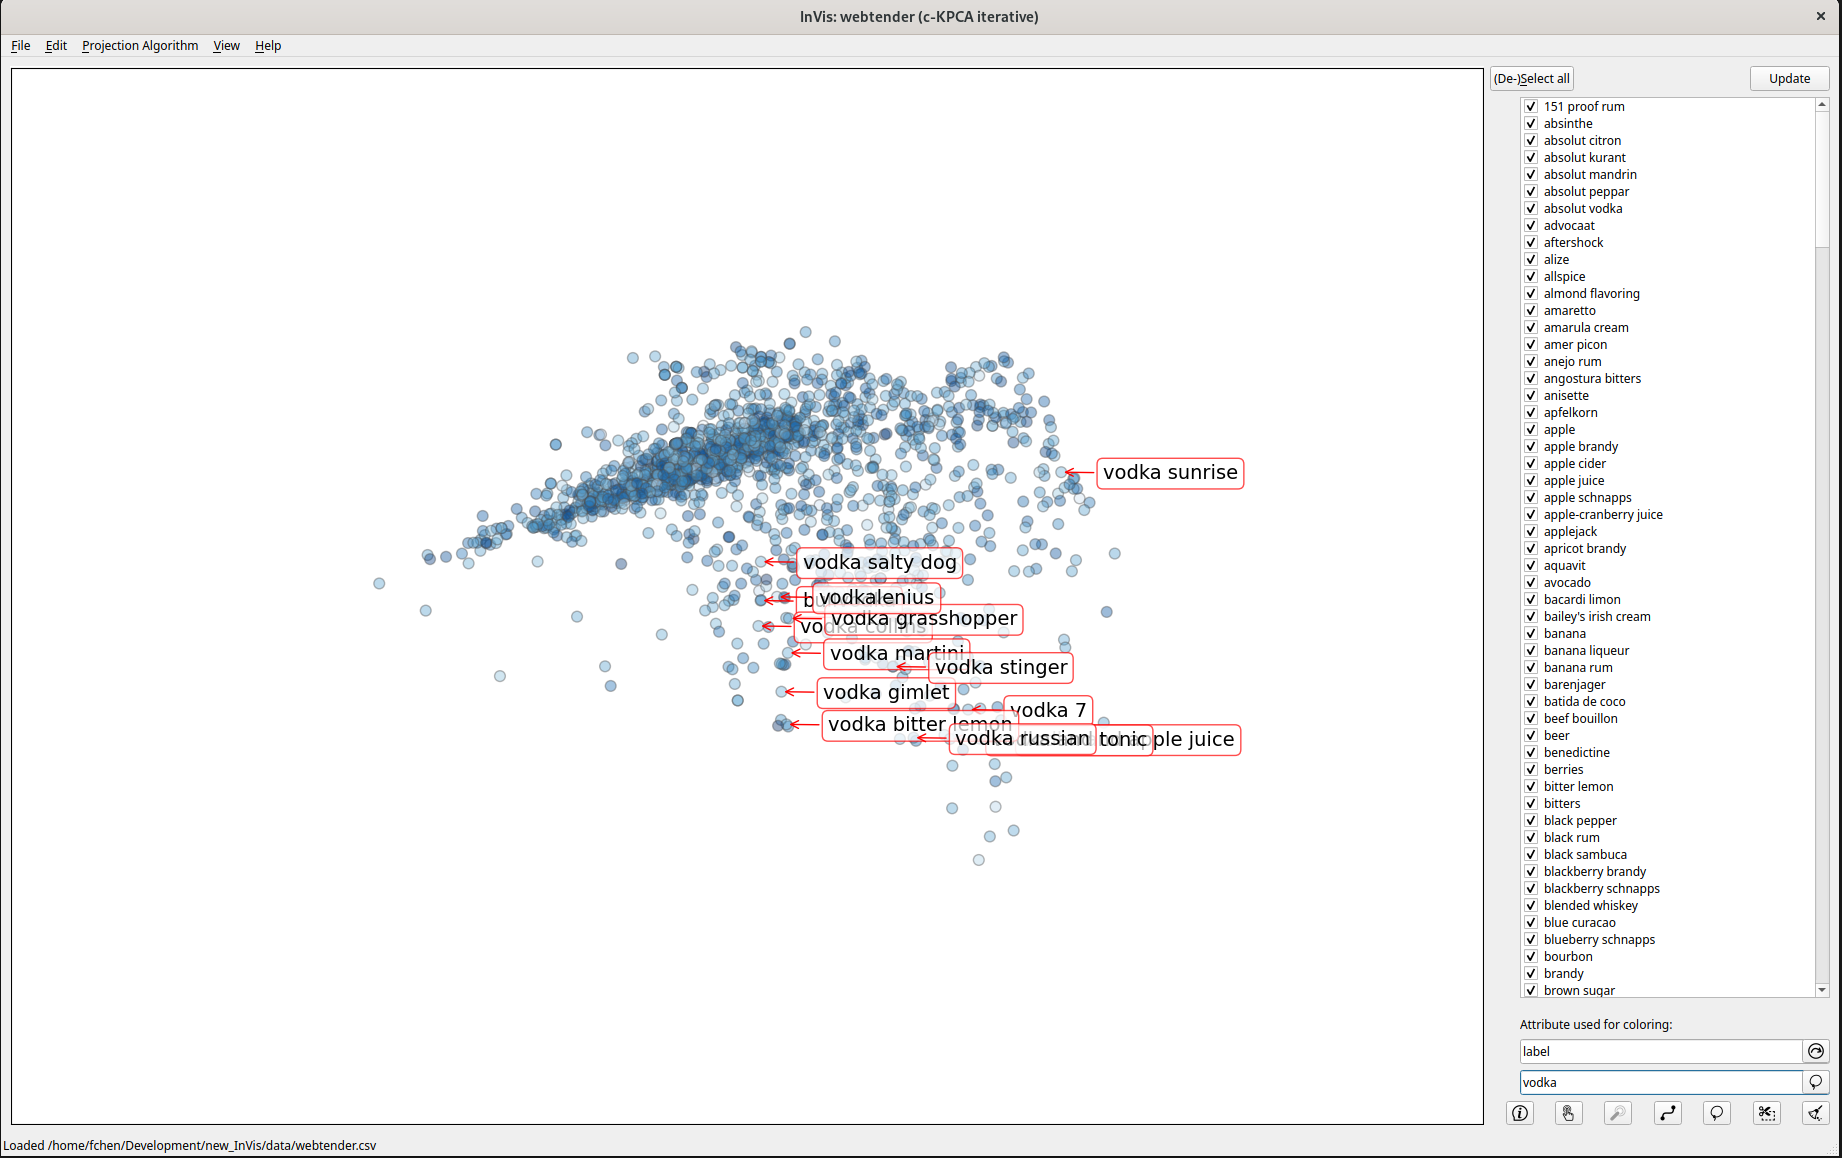 InVis: webtender (c-KPCA iterative)
File Edit Projection Algorithm View Help
(De-)Select all
Update
vodka sunrise
vodka salty dog
vodkalenius
vodka grasshopper
vodka collins
vodka martini
vodka stinger
vodka gimlet
vodka 7
vodka bitter lemon
vodka russian
tonic
apple juice
151 proof rum
absinthe
absolut citron
absolut kurant
absolut mandrin
absolut peppar
absolut vodka
advocaat
aftershock
alize
allspice
almond flavoring
amaretto
amarula cream
amer picon
anejo rum
angostura bitters
anisette
apfelkorn
apple
apple brandy
apple cider
apple juice
apple schnapps
apple-cranberry juice
applejack
apricot brandy
aquavit
avocado
bacardi limon
bailey's irish cream
banana
banana liqueur
banana rum
barenjager
batida de coco
beef bouillon
beer
benedictine
berries
bitter lemon
bitters
black pepper
black rum
black sambuca
blackberry brandy
blackberry schnapps
blended whiskey
blue curacao
blueberry schnapps
bourbon
brandy
brown sugar
Attribute used for coloring:
label
vodka
Loaded /home/fchen/Development/new_InVis/data/webtender.csv